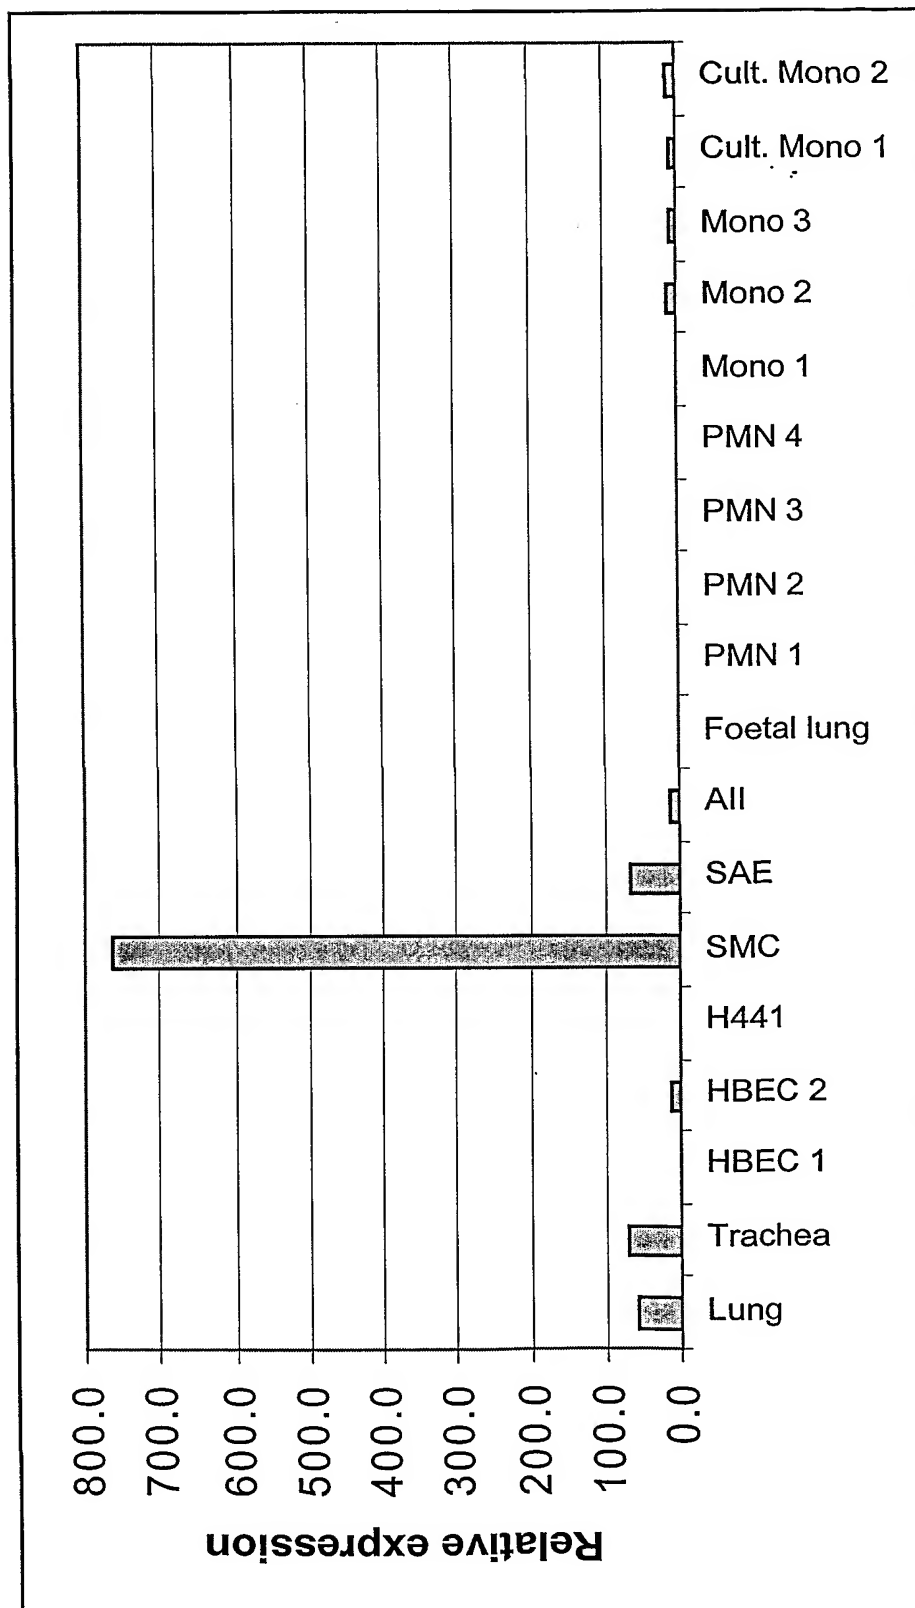 Relative expression
800.0
700.0
600.0
500.0
400.0
300.0
200.0
100.0
0.0
Lung
Trachea
HBEC 1
HBEC 2
H441
SMC
SAE
AII
Foetal lung
PMN 1
PMN 2
PMN 3
PMN 4
Mono 1
Mono 2
Mono 3
Cult. Mono 1
Cult. Mono 2